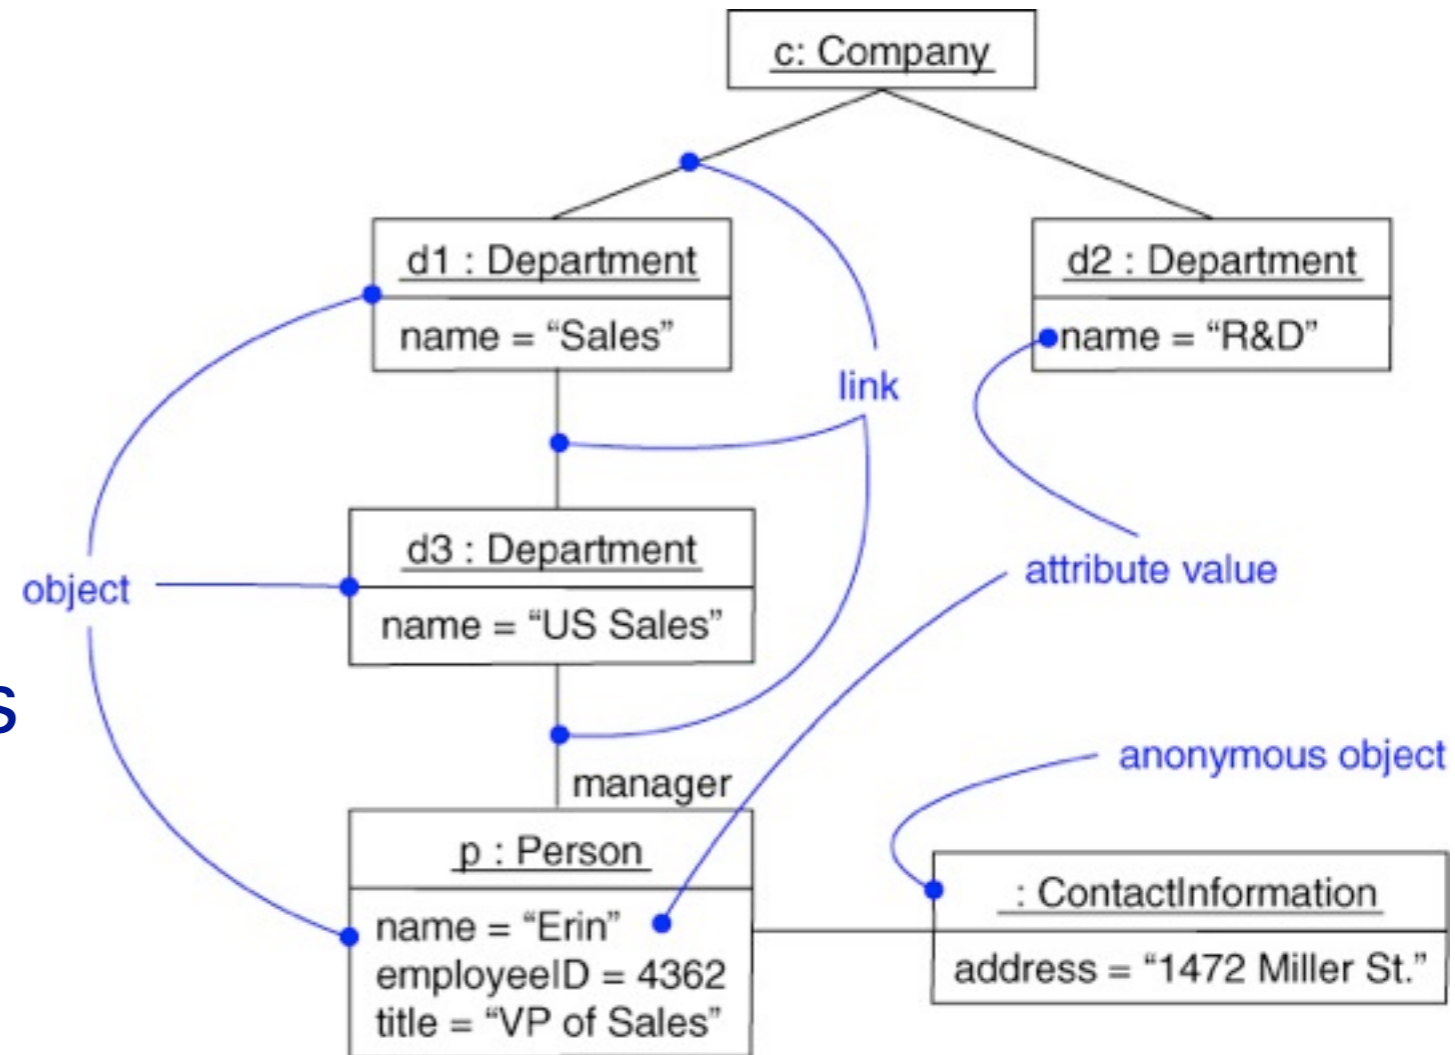 c: Company
d1 : Department
name = “Sales”
d2 : Department
name = “R&D”
link
d3 : Department
name = “US Sales”
object
attribute value
s
manager
anonymous object
p : Person
name = “Erin”
employeeID = 4362
title = “VP of Sales”
: ContactInformation
address = “1472 Miller St.”